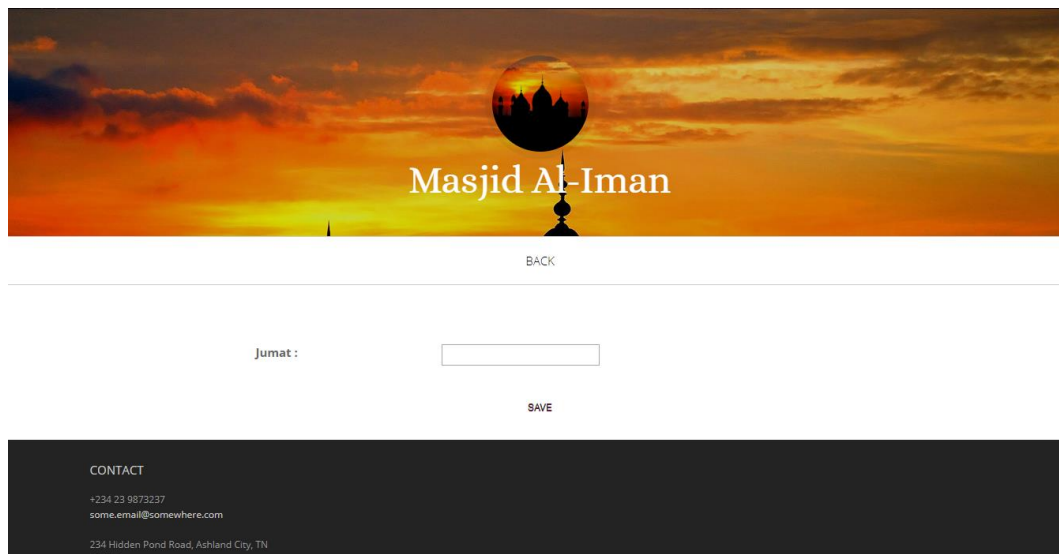 Masjid Al-Iman
BACK
Jumat :
SAVE
CONTACT
+234 23 9873237
some.email@somewhere.com
234 Hidden Pond Road, Ashland City, TN